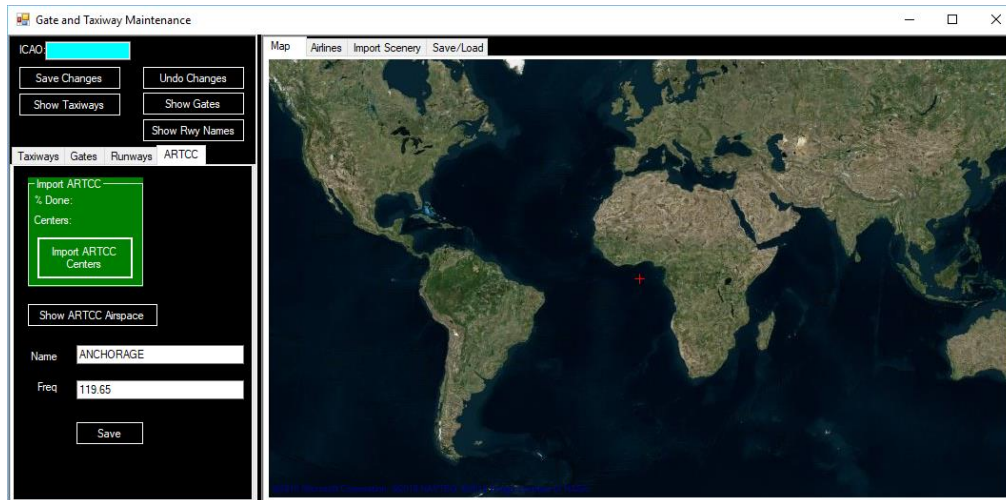 Gate and Taxiway Maintenance
ICAO:
Save Changes
Undo Changes
Show Taxiways
Show Gates
Show Rwy Names
Taxiways Gates Runways ARTCC
Import ARTCC
% Done:
Centers:
Import ARTCC
Centers
Show ARTCC Airspace
Name ANCHORAGE
Freq 119.65
Save
Map Airlines Import Scenery Save/Load